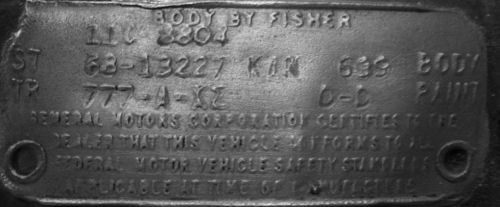 BODY BY FISHER
11C 8804
ST 68-13227 KAN 699 BODY
TR 777-A-XX D-D PAINT
GENERAL MOTORS CORPORATION CERTIFIES TO THE
DEALER THAT THIS VEHICLE CONFORMS TO ALL
FEDERAL MOTOR VEHICLE SAFETY STANDARDS
APPLICABLE AT TIME OF MANUFACTURE